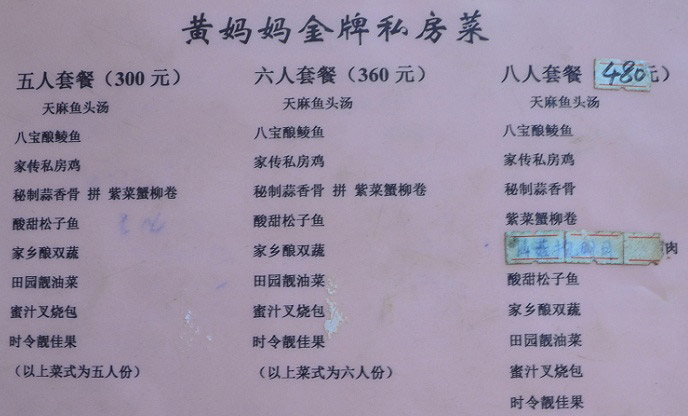 黄妈妈金牌私房菜
五人套餐（300 元）
天麻鱼头汤
八宝酿鲮鱼
家传私房鸡
秘制蒜香骨 拼 紫菜蟹柳卷
酸甜松子鱼
家乡酿双蔬
田园靓油菜
蜜汁叉烧包
时令靓佳果
（以上菜式为五人份）
六人套餐（360 元）
天麻鱼头汤
八宝酿鲮鱼
家传私房鸡
秘制蒜香骨 拼 紫菜蟹柳卷
酸甜松子鱼
家乡酿双蔬
田园靓油菜
蜜汁叉烧包
时令靓佳果
（以上菜式为六人份）
八人套餐 480元）
天麻鱼头汤
八宝酿鲮鱼
家传私房鸡
秘制蒜香骨
紫菜蟹柳卷
肉
酸甜松子鱼
家乡酿双蔬
田园靓油菜
蜜汁叉烧包
时令靓佳果